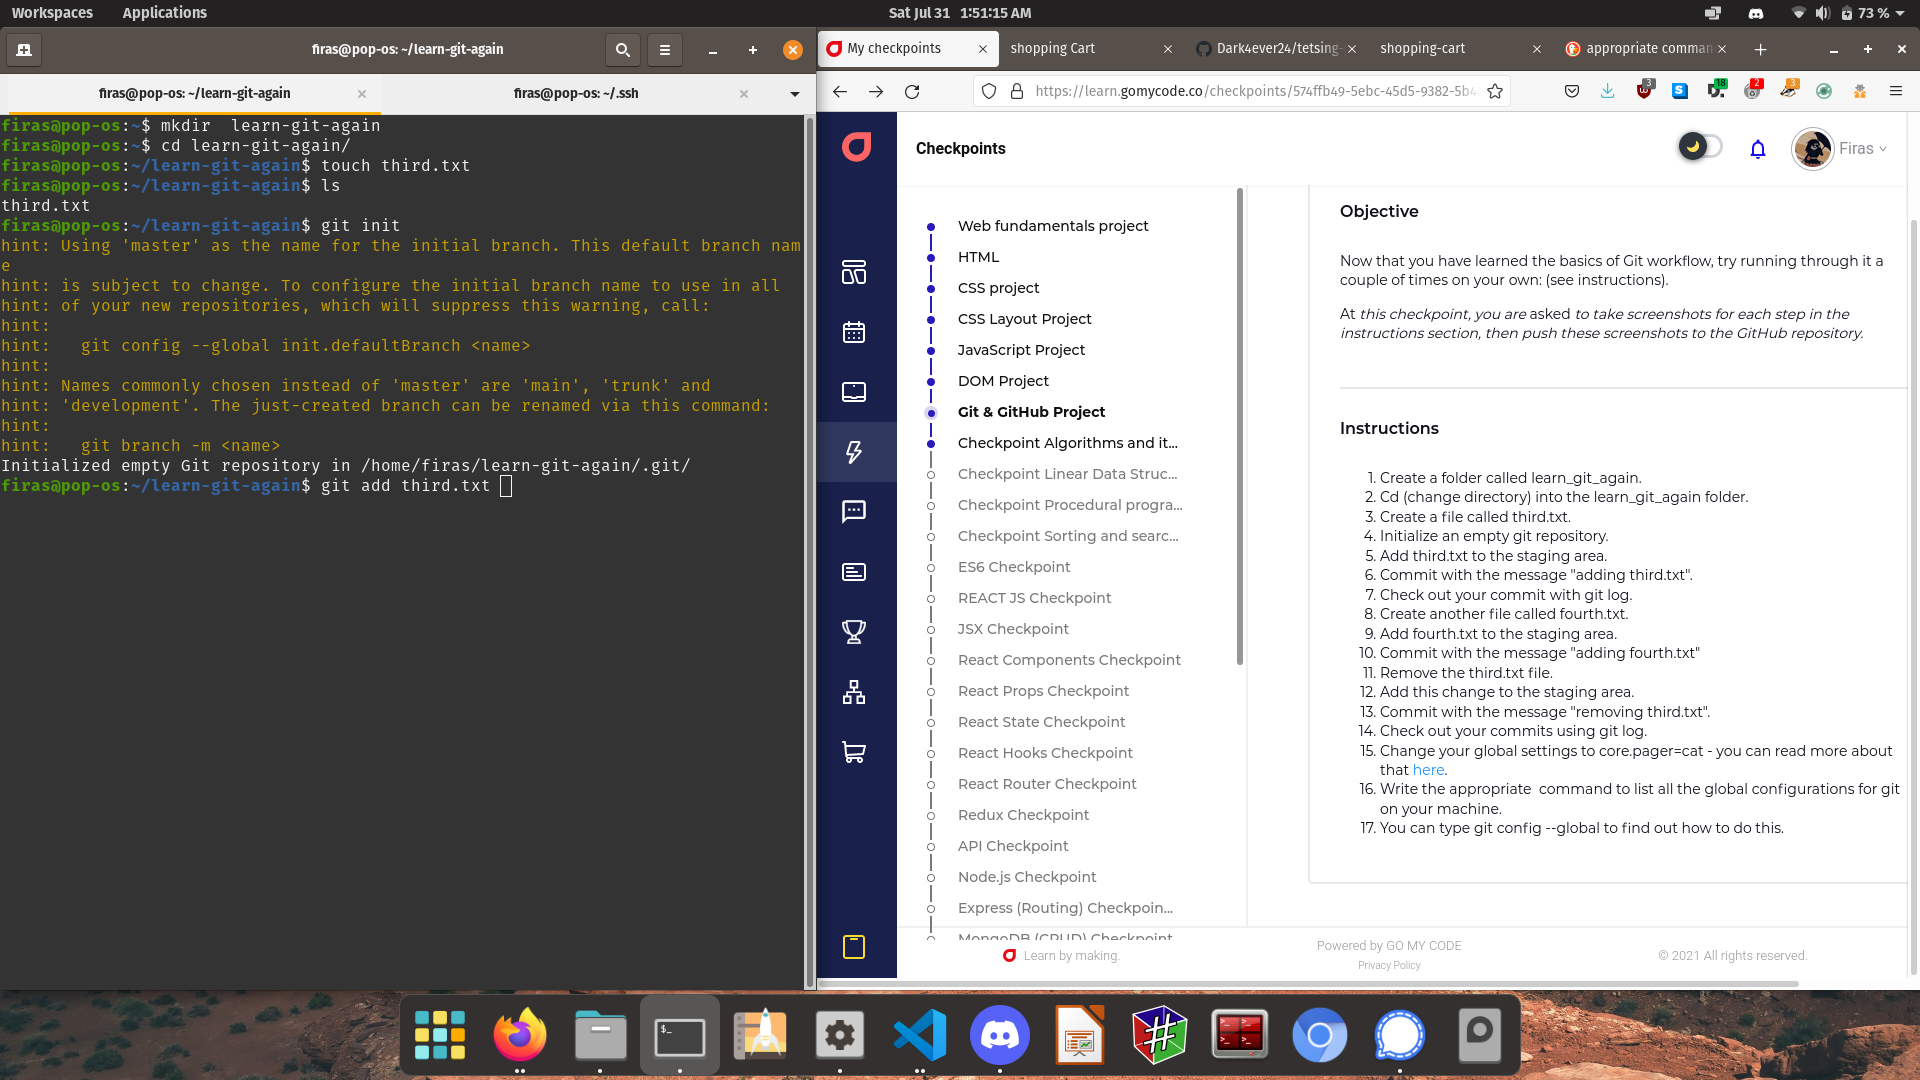 Workspaces Applications Sat Jul 31 1:51:15 AM 73 %
firas@pop-os: ~/learn-git-again
firas@pop-os: ~/learn-git-again firas@pop-os: ~/.ssh
firas@pop-os:~$ mkdir  learn-git-again
firas@pop-os:~$ cd learn-git-again/
firas@pop-os:~/learn-git-again$ touch third.txt
firas@pop-os:~/learn-git-again$ ls
third.txt
firas@pop-os:~/learn-git-again$ git init
hint: Using 'master' as the name for the initial branch. This default branch nam
e
hint: is subject to change. To configure the initial branch name to use in all
hint: of your new repositories, which will suppress this warning, call:
hint:
hint:   git config --global init.defaultBranch <name>
hint:
hint: Names commonly chosen instead of 'master' are 'main', 'trunk' and
hint: 'development'. The just-created branch can be renamed via this command:
hint:
hint:   git branch -m <name>
Initialized empty Git repository in /home/firas/learn-git-again/.git/
firas@pop-os:~/learn-git-again$ git add third.txt
My checkpoints shopping Cart Dark4ever24/tetsing- shopping-cart appropriate comman
https://learn.gomycode.co/checkpoints/574ffb49-5ebc-45d5-9382-5b4
3 18 2 3
Checkpoints
Firas
Web fundamentals project
HTML
CSS project
CSS Layout Project
JavaScript Project
DOM Project
Git & GitHub Project
Checkpoint Algorithms and it...
Checkpoint Linear Data Struc...
Checkpoint Procedural progra...
Checkpoint Sorting and searc...
ES6 Checkpoint
REACT JS Checkpoint
JSX Checkpoint
React Components Checkpoint
React Props Checkpoint
React State Checkpoint
React Hooks Checkpoint
React Router Checkpoint
Redux Checkpoint
API Checkpoint
Node.js Checkpoint
Express (Routing) Checkpoin...
MongoDB (CRUD) Checkpoint
Objective
Now that you have learned the basics of Git workflow, try running through it a
couple of times on your own: (see instructions).
At this checkpoint, you are asked to take screenshots for each step in the
instructions section, then push these screenshots to the GitHub repository.
Instructions
1. Create a folder called learn_git_again.
2. Cd (change directory) into the learn_git_again folder.
3. Create a file called third.txt.
4. Initialize an empty git repository.
5. Add third.txt to the staging area.
6. Commit with the message "adding third.txt".
7. Check out your commit with git log.
8. Create another file called fourth.txt.
9. Add fourth.txt to the staging area.
10. Commit with the message "adding fourth.txt"
11. Remove the third.txt file.
12. Add this change to the staging area.
13. Commit with the message "removing third.txt".
14. Check out your commits using git log.
15. Change your global settings to core.pager=cat - you can read more about
that here.
16. Write the appropriate  command to list all the global configurations for git
on your machine.
17. You can type git config --global to find out how to do this.
Learn by making.
Powered by GO MY CODE
Privacy Policy
© 2021 All rights reserved.